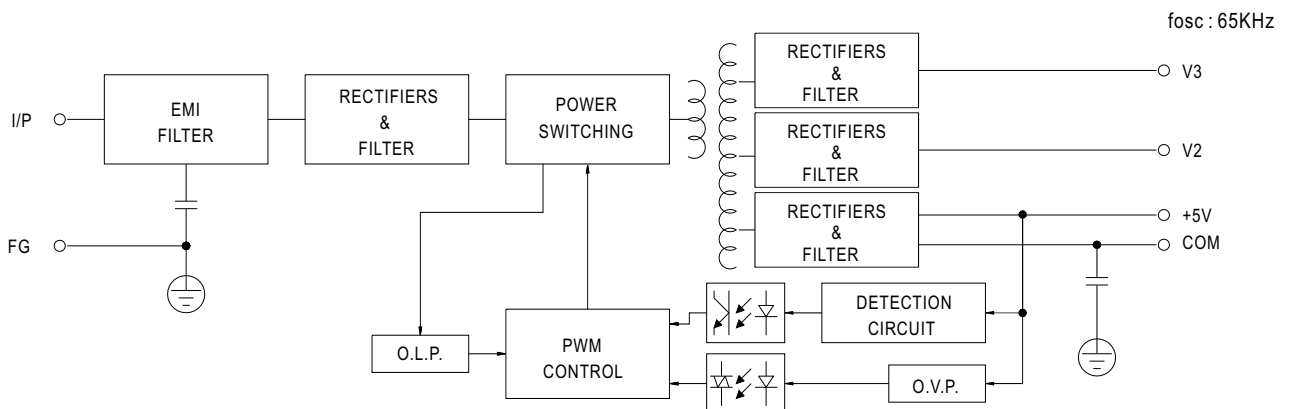 fosc : 65KHz
RECTIFIERS
&
FILTER
V3
EMI
FILTER
RECTIFIERS
&
FILTER
POWER
SWITCHING
I/P
RECTIFIERS
&
FILTER
V2
RECTIFIERS
&
FILTER
+5V
COM
FG
DETECTION
CIRCUIT
O.L.P.
PWM
CONTROL
O.V.P.